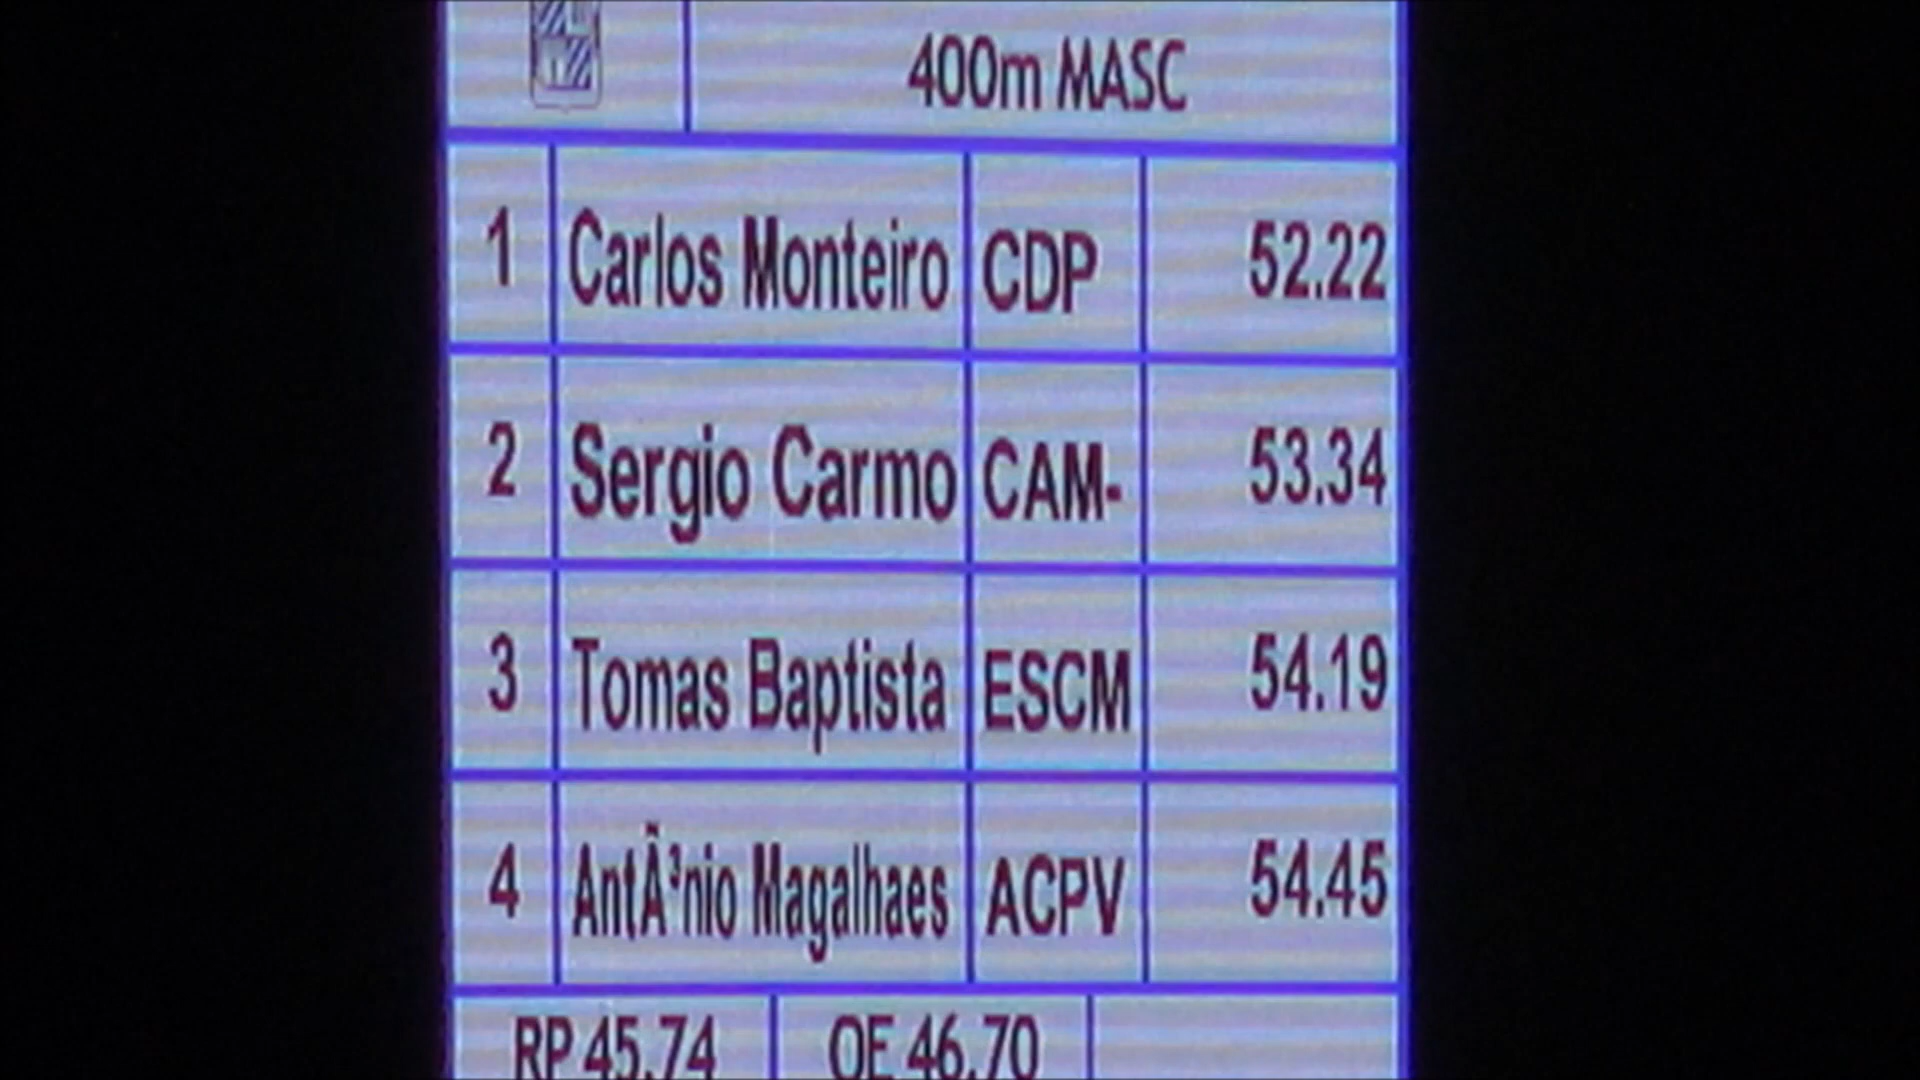 400m MASC
1 Carlos Monteiro CDP 52.22
2 Sergio Carmo CAM- 53.34
3 Tomas Baptista ESCM 54.19
4 AntÃ³nio Magalhaes ACPV 54.45
RP 45.74 OE 46.70